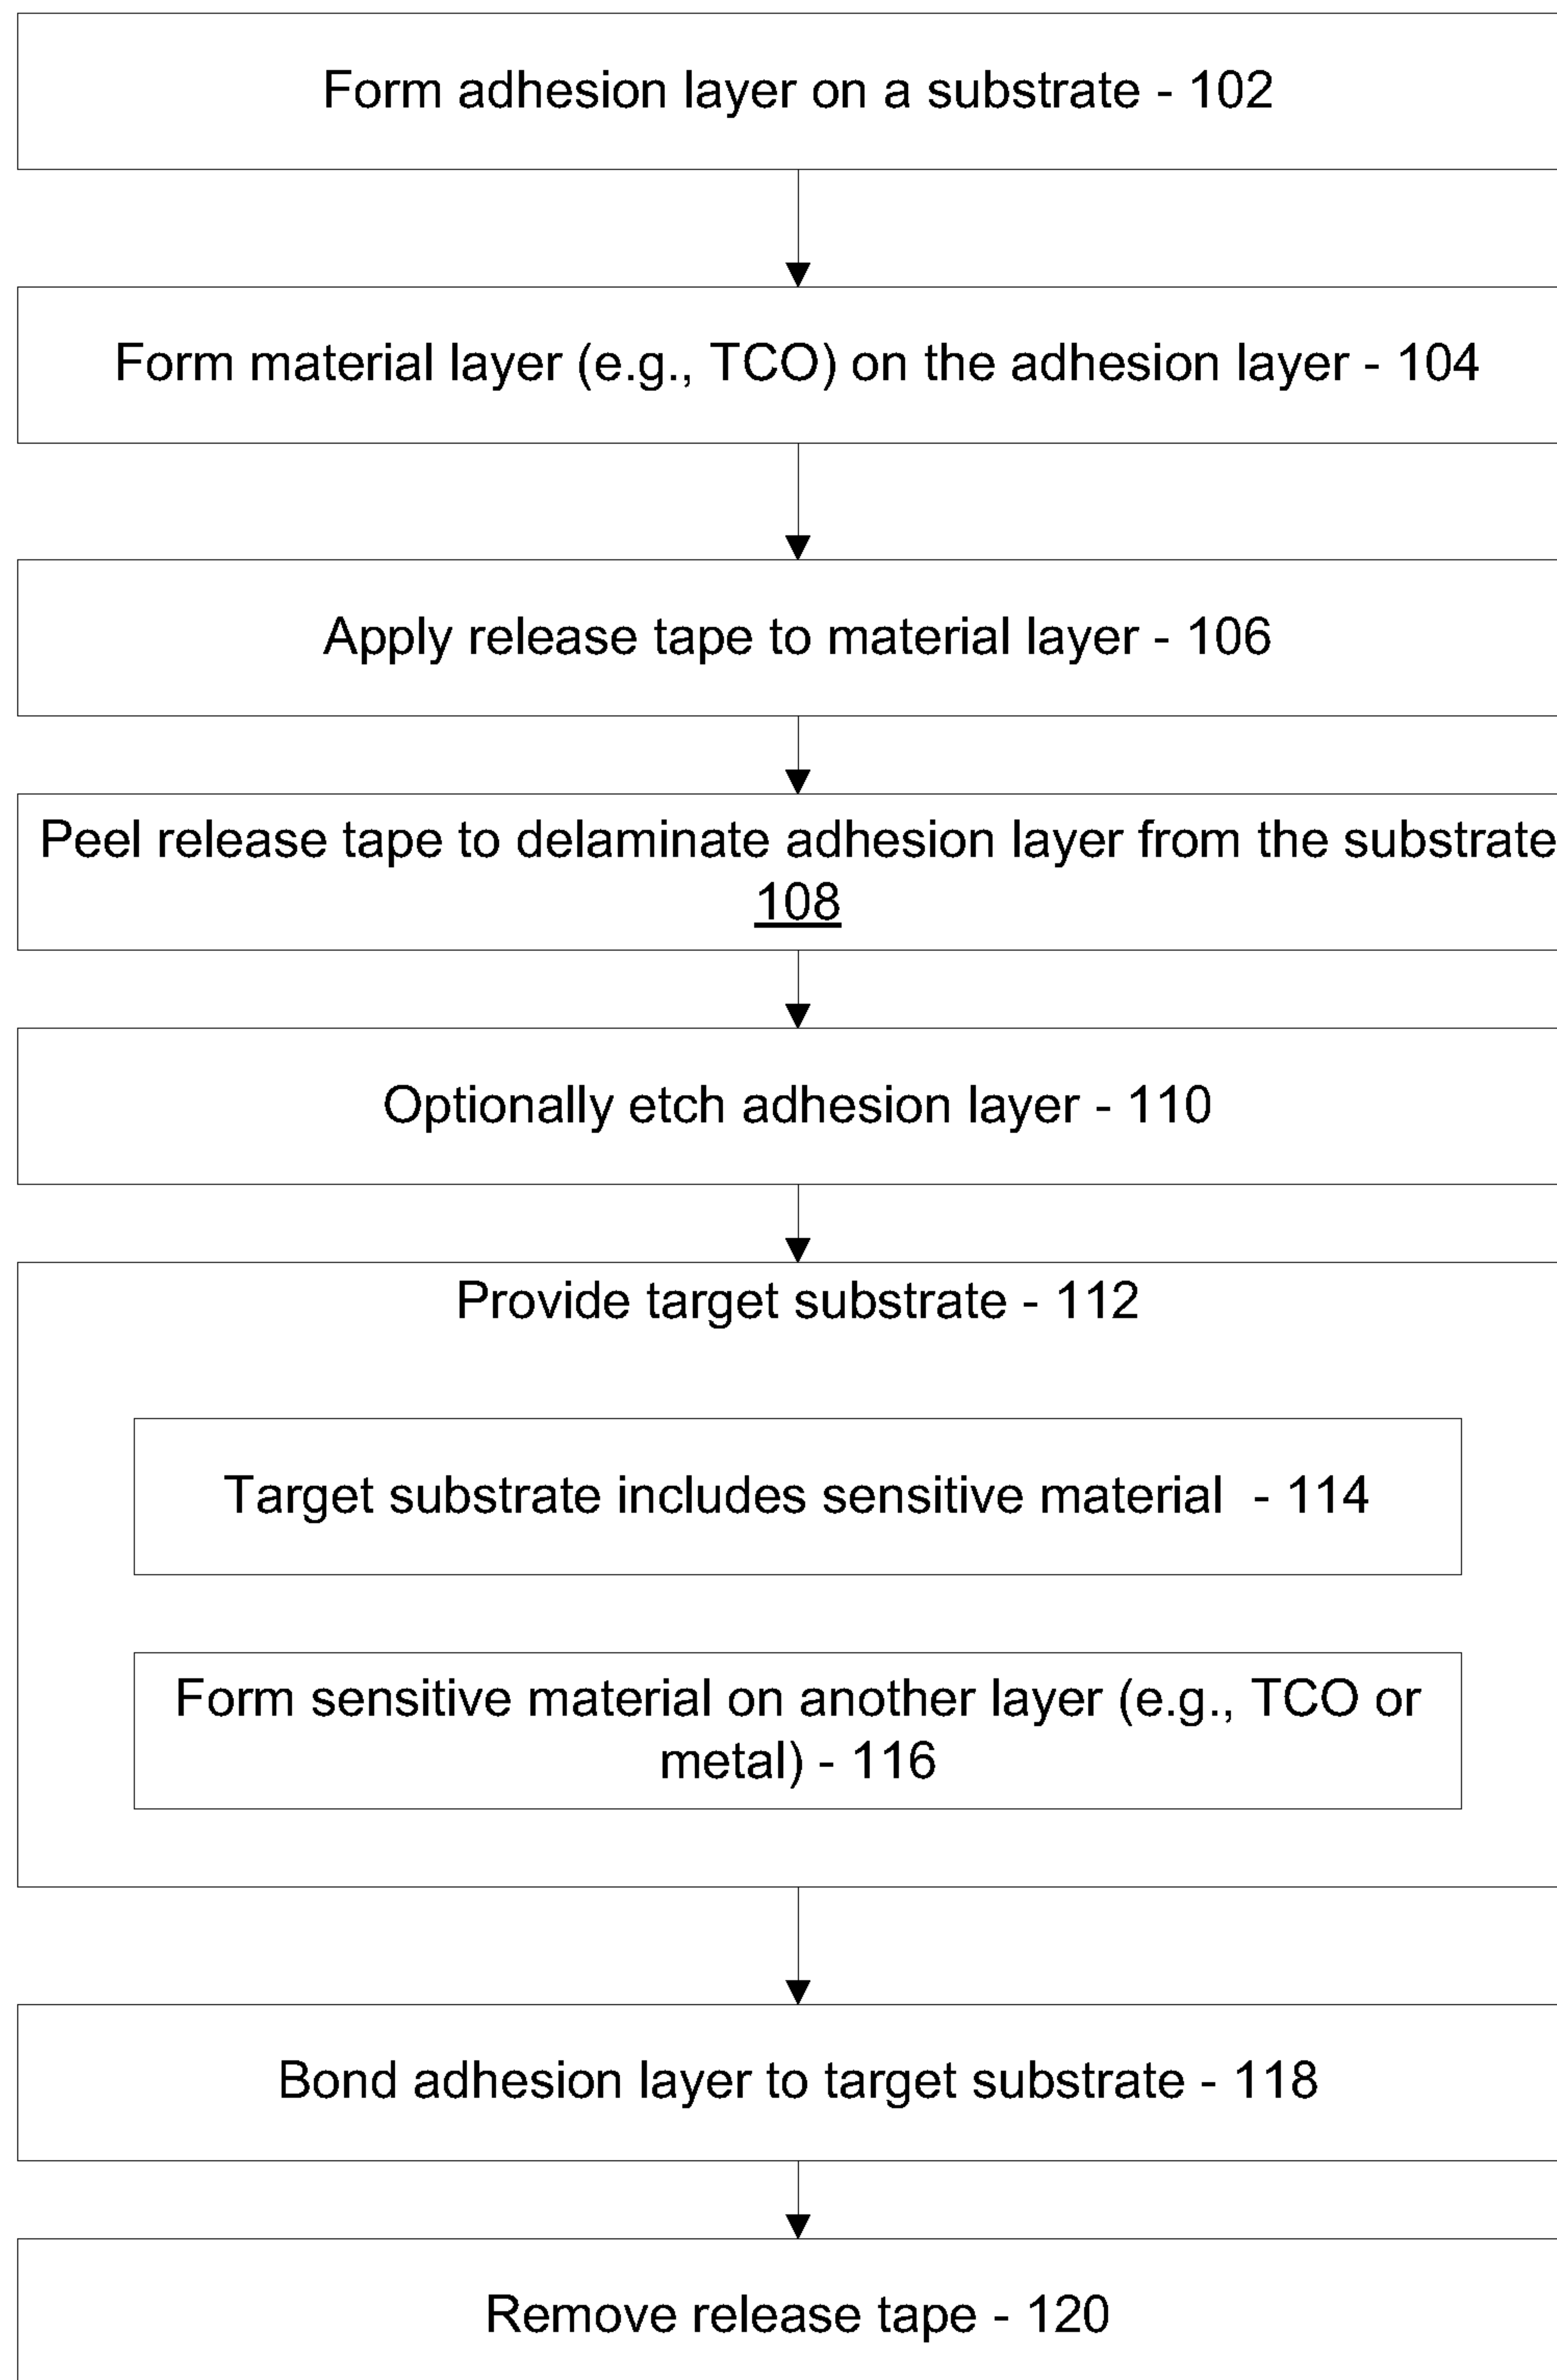 Form adhesion layer on a substrate - 102
Form material layer (e.g., TCO) on the adhesion layer - 104
Apply release tape to material layer - 106
Peel release tape to delaminate adhesion layer from the substrate
108
Optionally etch adhesion layer - 110
Provide target substrate - 112
Target substrate includes sensitive material - 114
Form sensitive material on another layer (e.g., TCO or
metal) - 116
Bond adhesion layer to target substrate - 118
Remove release tape - 120